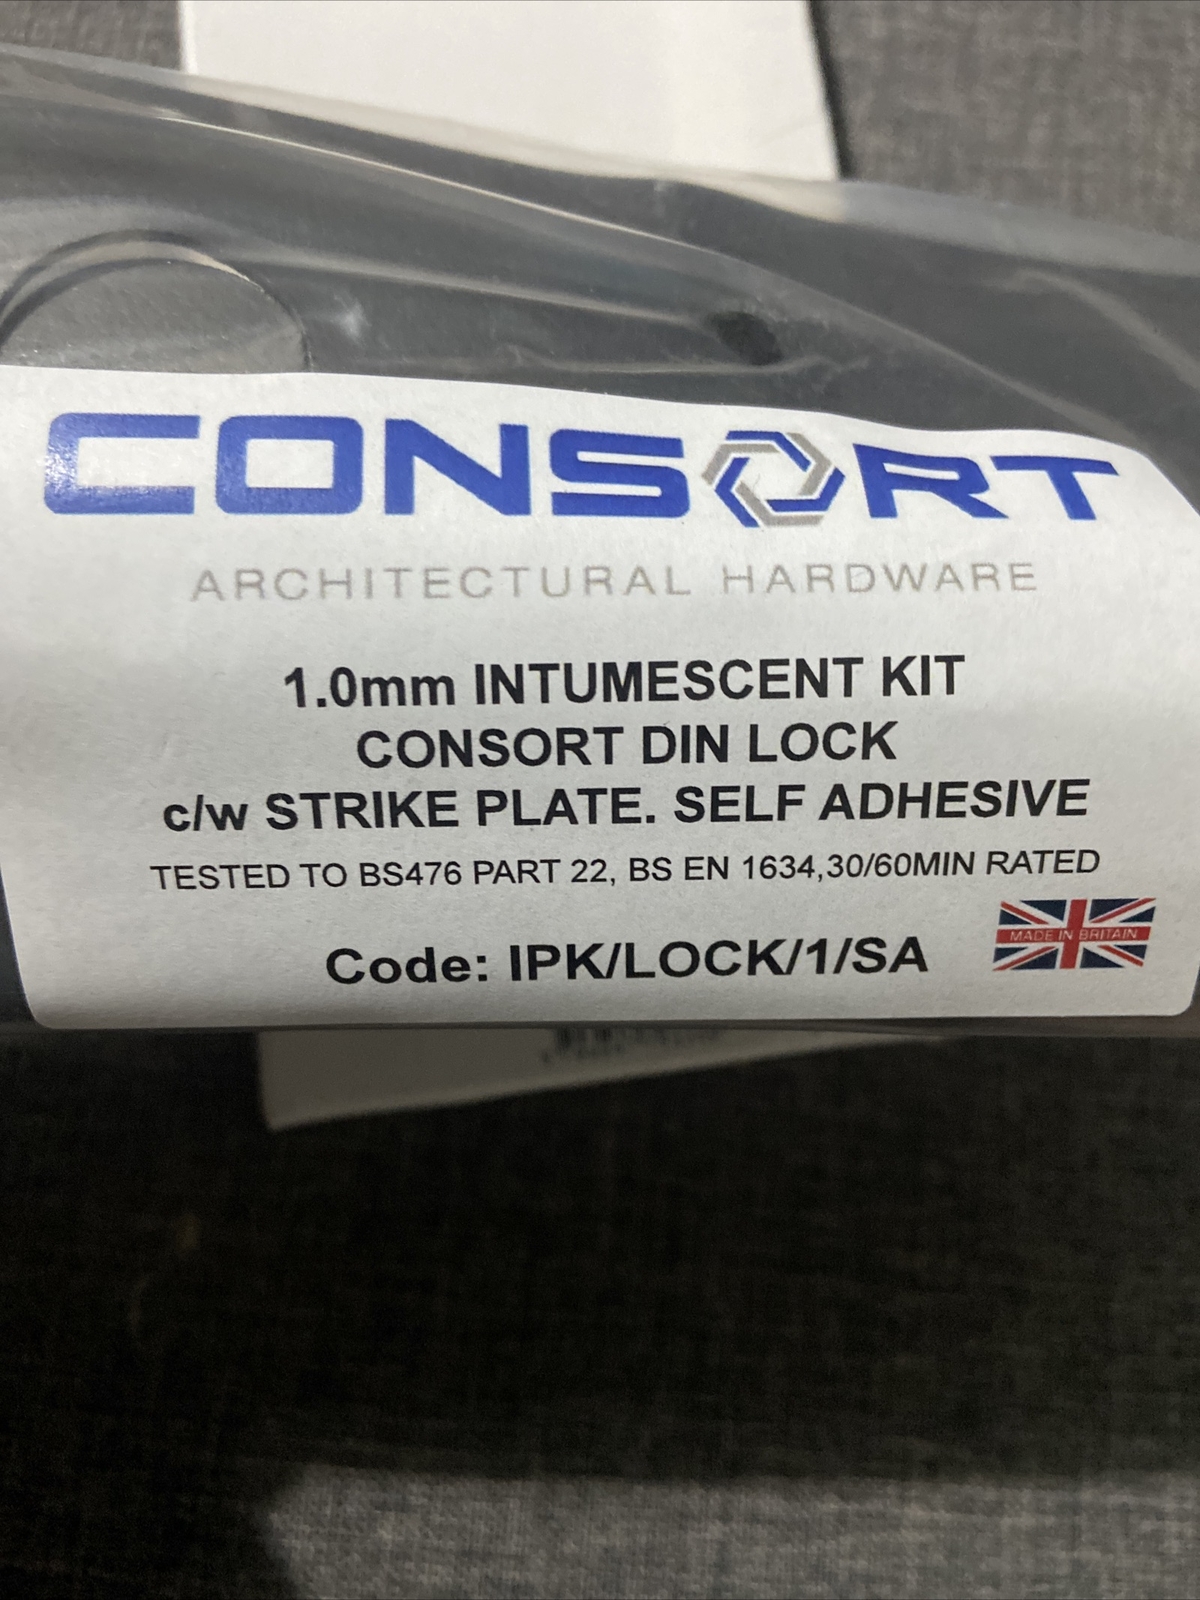 CONSORT
ARCHITECTURAL HARDWARE
1.0mm INTUMESCENT KIT
CONSORT DIN LOCK
c/w STRIKE PLATE. SELF ADHESIVE
TESTED TO BS476 PART 22, BS EN 1634,30/60MIN RATED
Code: IPK/LOCK/1/SA
MADE IN BRITAIN